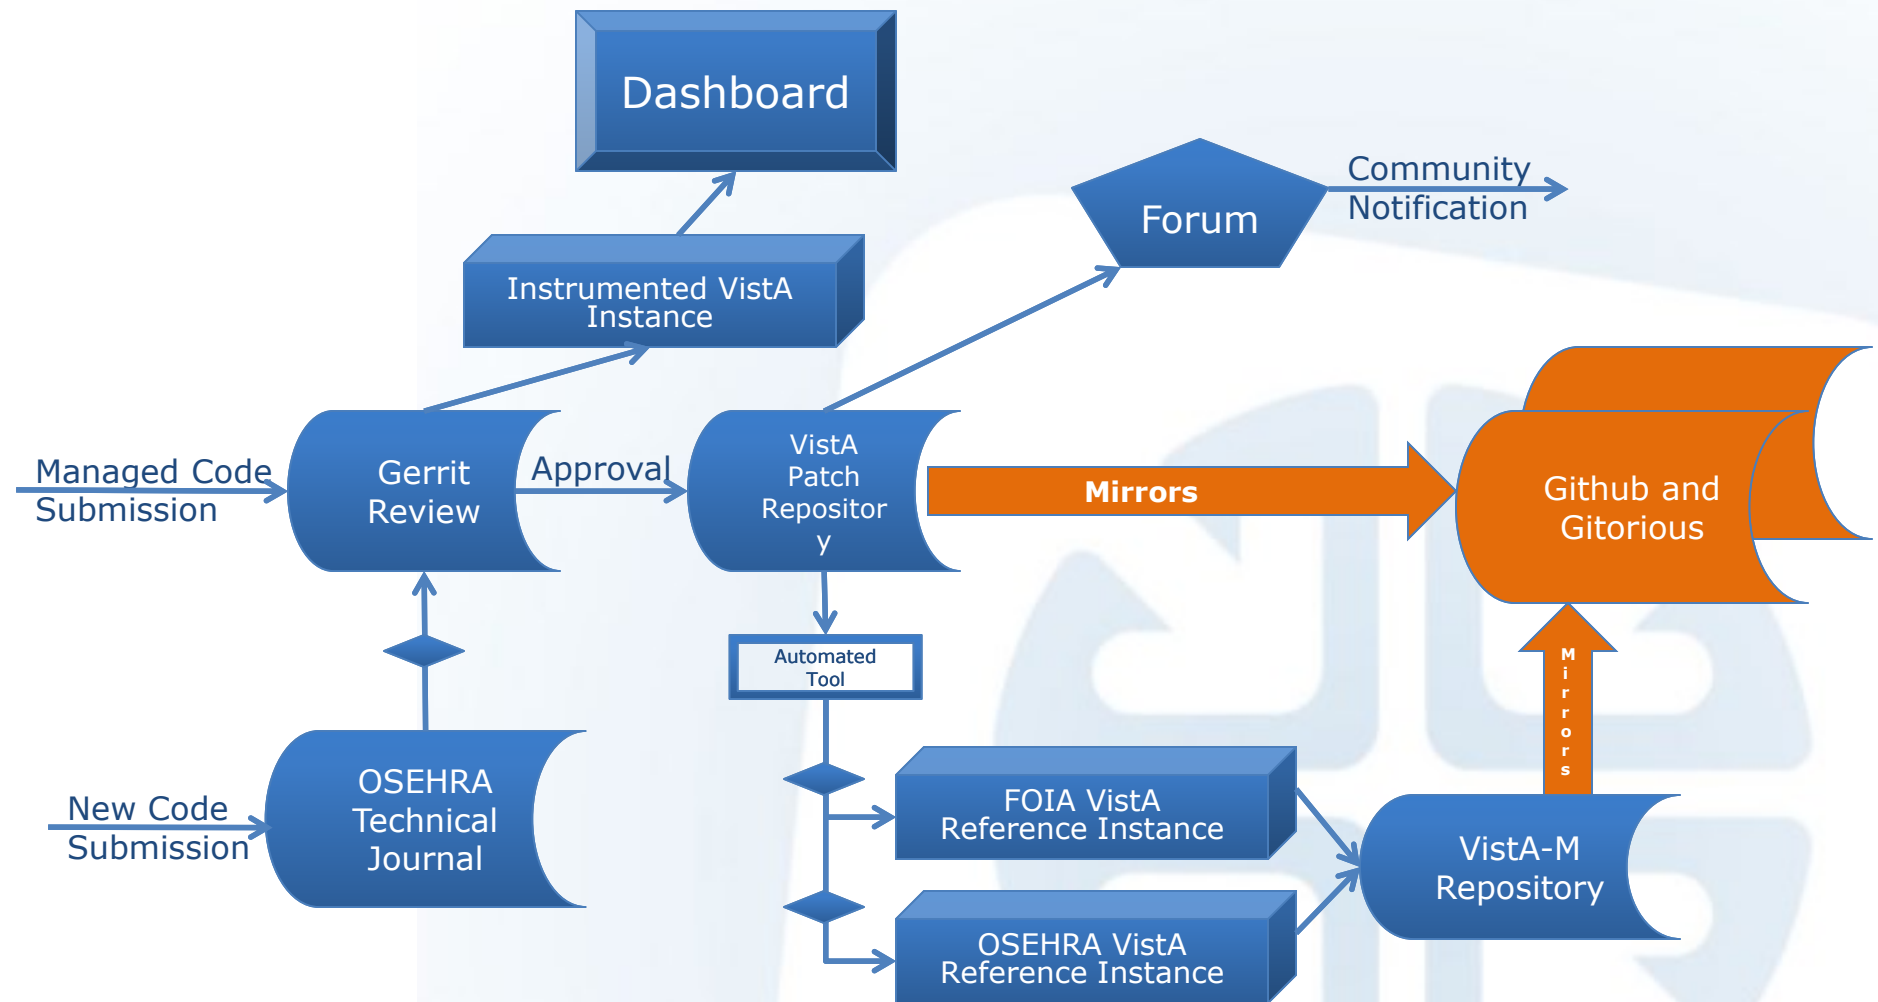 Dashboard
Community
Notification
Forum
Instrumented VistA
Instance
Managed Code
Submission
Gerrit
Review
Approval
VistA
Patch
Repositor
y
Mirrors
Github and
Gitorious
Automated
Tool
M
i
r
r
o
r
s
New Code
Submission
OSEHRA
Technical
Journal
FOIA VistA
Reference Instance
VistA-M
Repository
OSEHRA VistA
Reference Instance